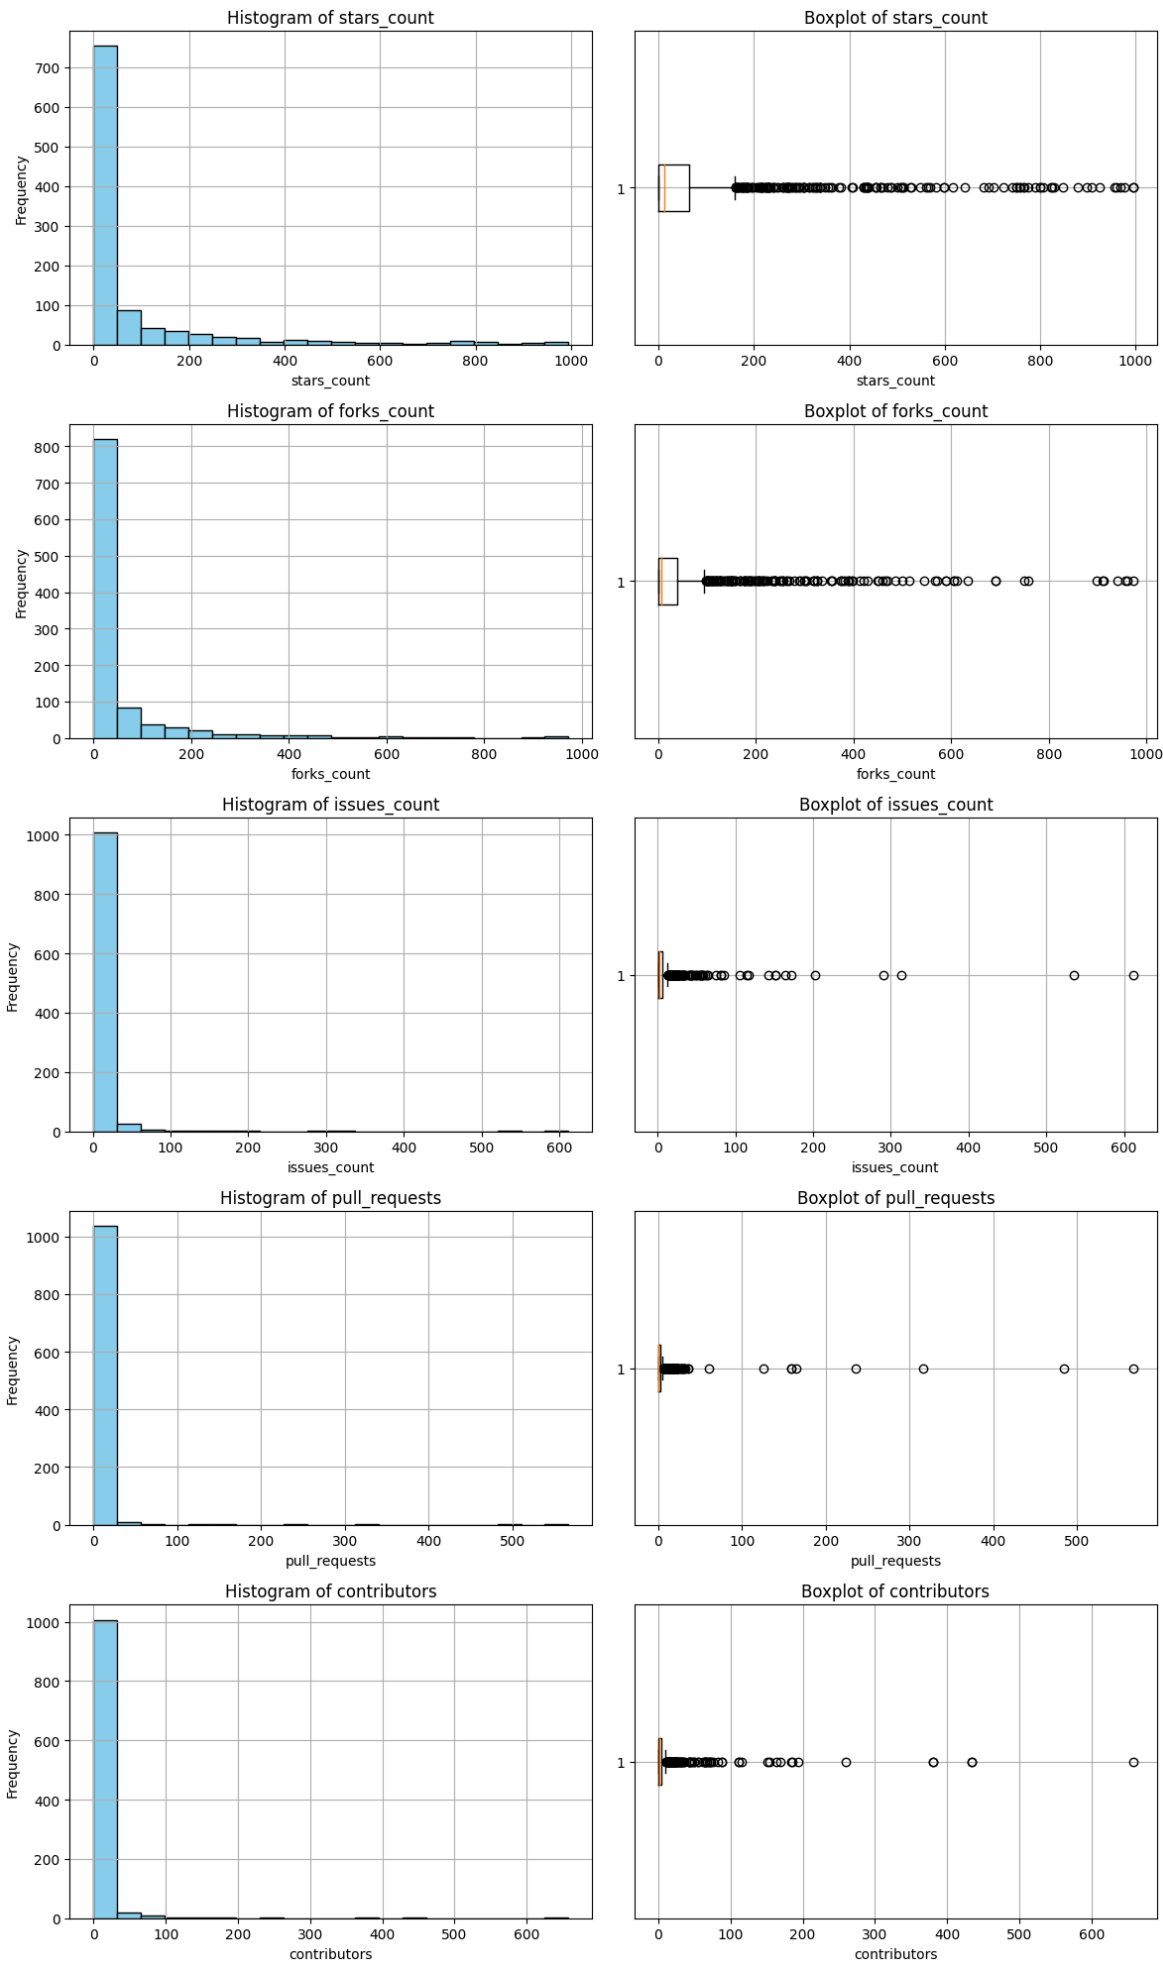 Histogram of stars_count
Boxplot of stars_count
Frequency
700
600
500
400
300
200
100
0
1
0 200 400 600 800 1000
0 200 400 600 800 1000
stars_count
stars_count
Histogram of forks_count
Boxplot of forks_count
Frequency
800
700
600
500
400
300
200
100
0
1
0 200 400 600 800 1000
0 200 400 600 800 1000
forks_count
forks_count
Histogram of issues_count
Boxplot of issues_count
Frequency
1000
800
600
400
200
0
1
0 100 200 300 400 500 600
0 100 200 300 400 500 600
issues_count
issues_count
Histogram of pull_requests
Boxplot of pull_requests
Frequency
1000
800
600
400
200
0
1
0 100 200 300 400 500
0 100 200 300 400 500
pull_requests
pull_requests
Histogram of contributors
Boxplot of contributors
Frequency
1000
800
600
400
200
0
1
0 100 200 300 400 500 600
0 100 200 300 400 500 600
contributors
contributors